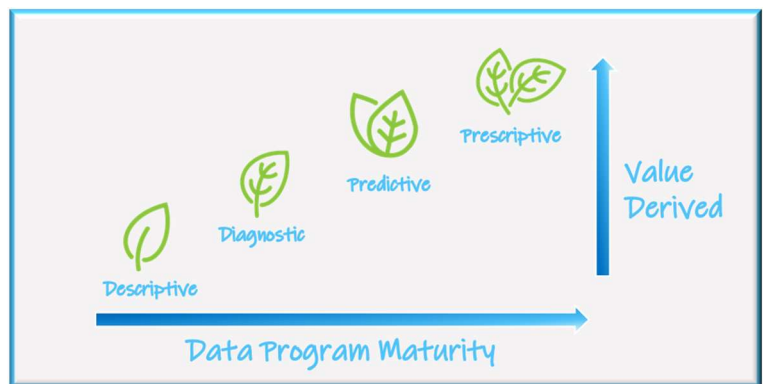 Prescriptive
Predictive
Diagnostic
Descriptive
Value
Derived
Data Program Maturity